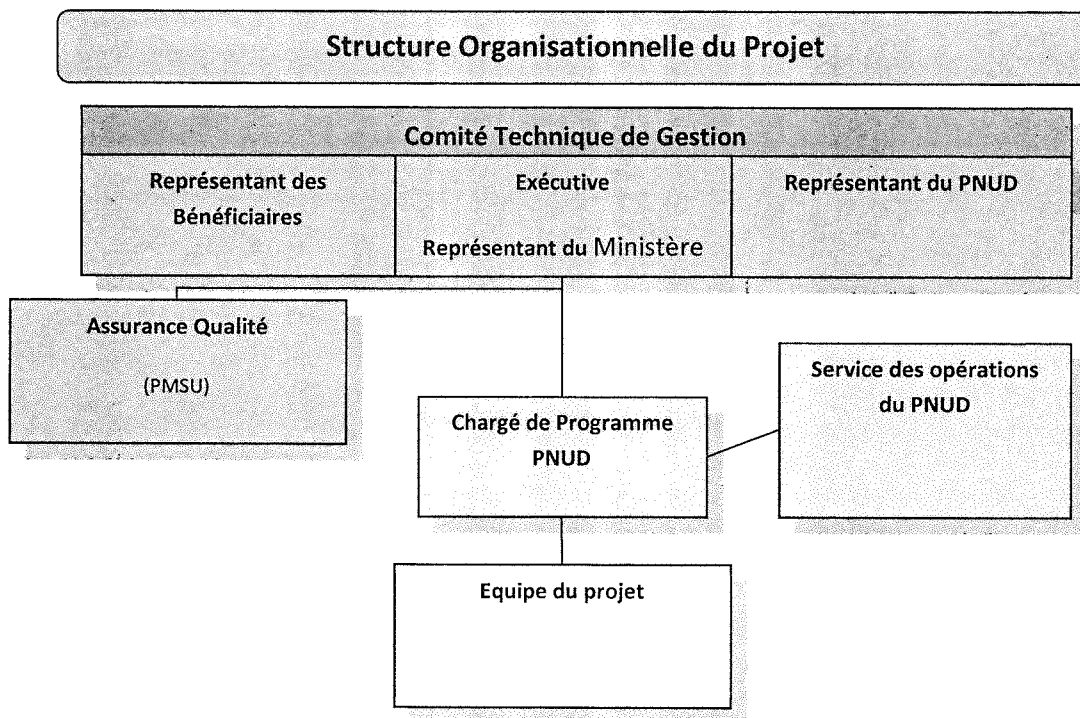 Structure Organisationnelle du Projet
Comité Technique de Gestion
Représentant des
Bénéficiaires
Exécutive
Représentant du Ministère
Représentant du PNUD
Assurance Qualité
(PMSU)
Service des opérations
du PNUD
Chargé de Programme
PNUD
Equipe du projet